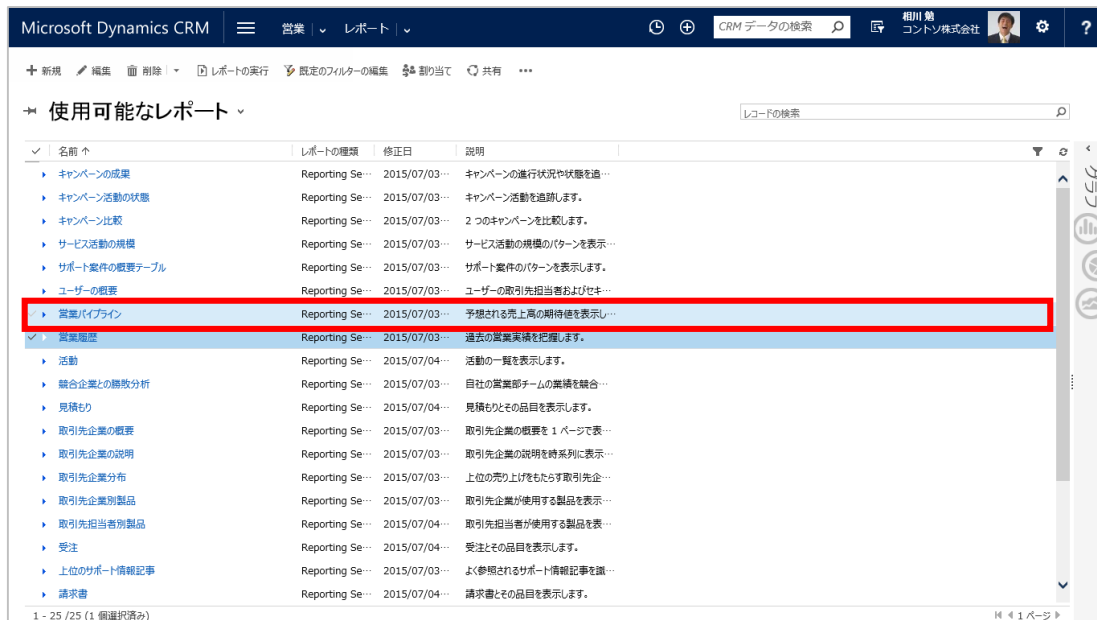 Microsoft Dynamics CRM 営業 レポート CRM データの検索 相川 勉 コントソ株式会社 ?
新規 編集 削除 レポートの実行 既定のフィルターの編集 割り当て 共有 ···
使用可能なレポート レコードの検索
名前 レポートの種類 修正日 説明
キャンペーンの成果 Reporting Se… 2015/07/03… キャンペーンの進行状況や状態を追…
キャンペーン活動の状態 Reporting Se… 2015/07/03… キャンペーン活動を追跡します。
キャンペーン比較 Reporting Se… 2015/07/03… 2 つのキャンペーンを比較します。
サービス活動の規模 Reporting Se… 2015/07/03… サービス活動の規模のパターンを表示…
サポート案件の概要テーブル Reporting Se… 2015/07/03… サポート案件のパターンを表示します。
ユーザーの概要 Reporting Se… 2015/07/03… ユーザーの取引先担当者およびセキ…
営業パイプライン Reporting Se… 2015/07/03… 予想される売上高の期待値を表示し…
営業履歴 Reporting Se… 2015/07/03… 過去の営業実績を把握します。
活動 Reporting Se… 2015/07/04… 活動の一覧を表示します。
競合企業との勝敗分析 Reporting Se… 2015/07/03… 自社の営業部チームの業績を競合…
見積もり Reporting Se… 2015/07/04… 見積もりとその品目を表示します。
取引先企業の概要 Reporting Se… 2015/07/03… 取引先企業の概要を 1 ページで表…
取引先企業の説明 Reporting Se… 2015/07/03… 取引先企業の説明を時系列に表示…
取引先企業分布 Reporting Se… 2015/07/03… 上位の売り上げをもたらす取引先企…
取引先企業別製品 Reporting Se… 2015/07/03… 取引先企業が使用する製品を表示…
取引先担当者別製品 Reporting Se… 2015/07/04… 取引先担当者が使用する製品を表…
受注 Reporting Se… 2015/07/04… 受注とその品目を表示します。
上位のサポート情報記事 Reporting Se… 2015/07/03… よく参照されるサポート情報記事を識…
請求書 Reporting Se… 2015/07/04… 請求書とその品目を表示します。
1 - 25 /25 (1 個選択済み) 1 ページ
グラフ